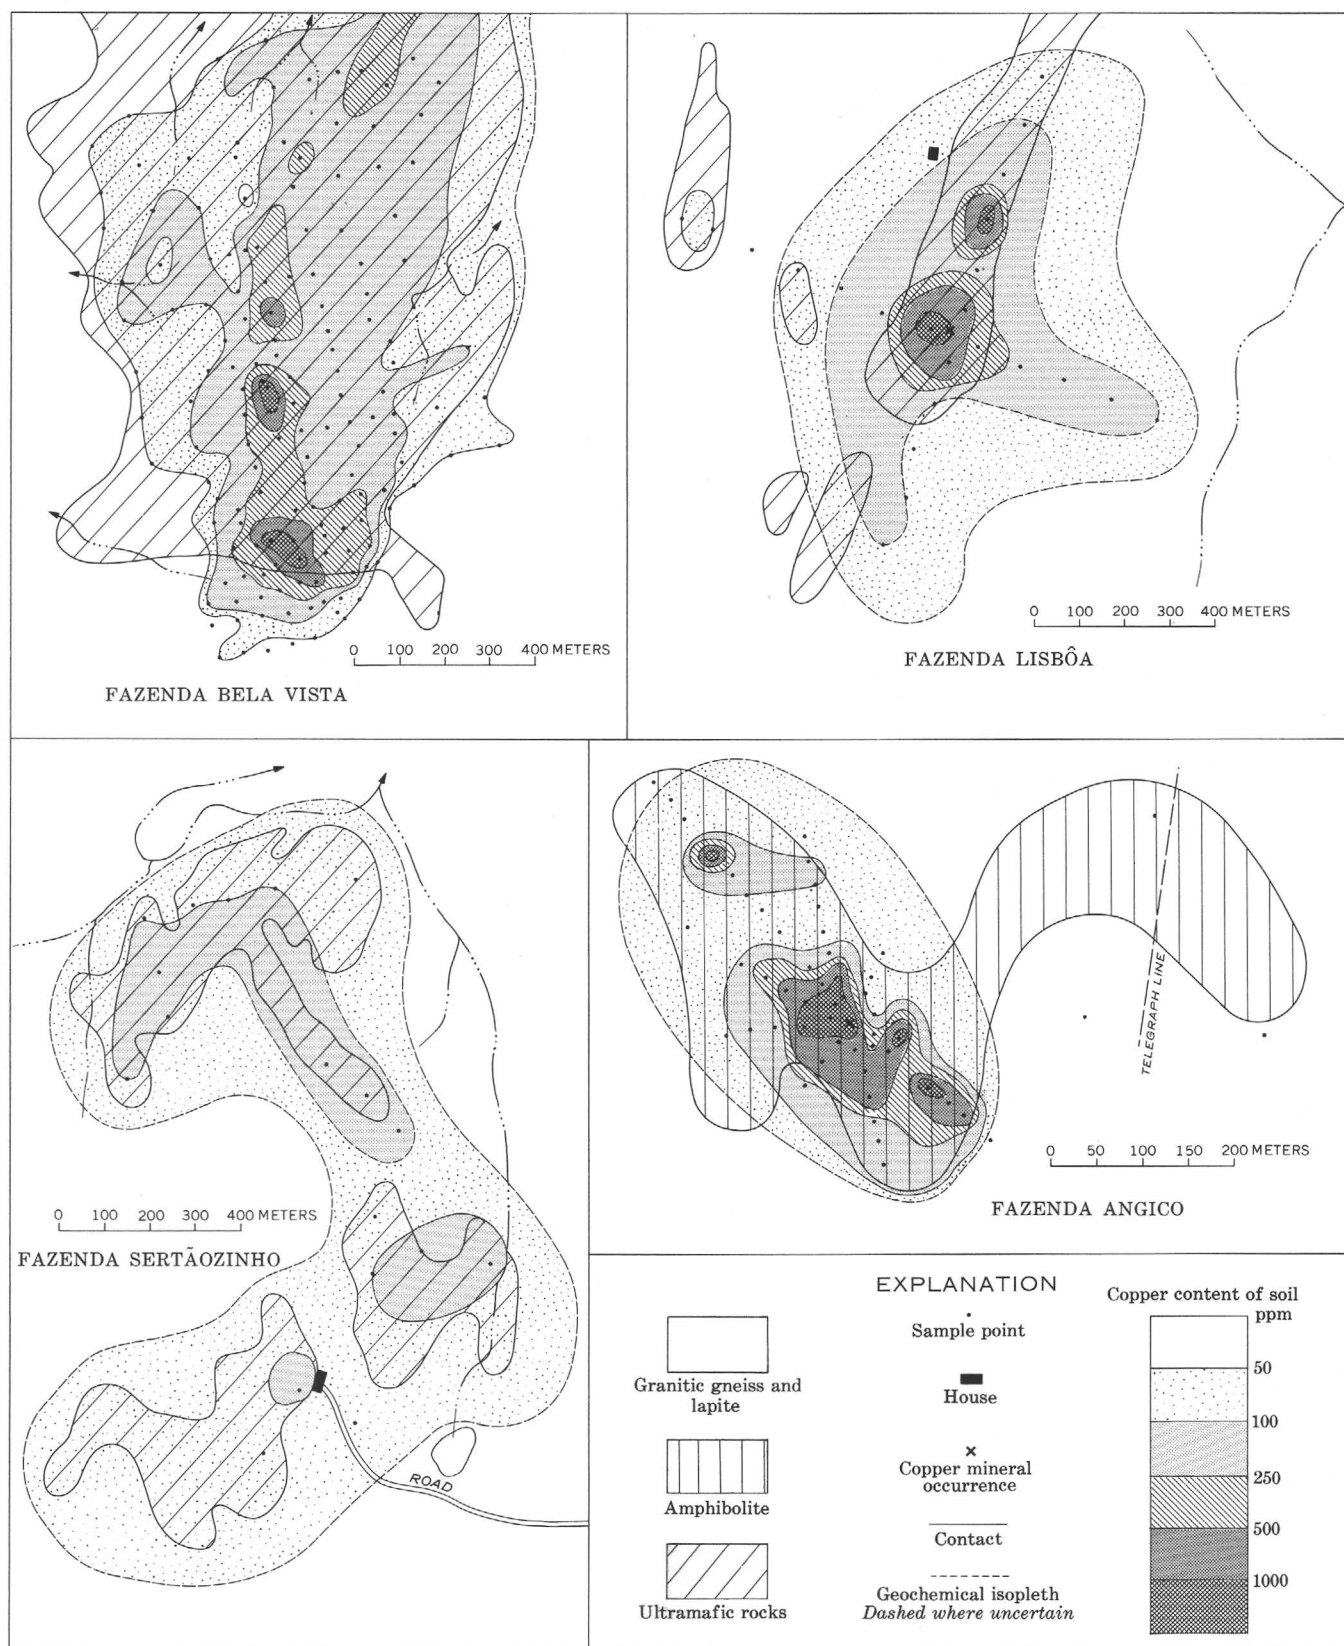 0 100 200 300 400 METERS
FAZENDA BELA VISTA
0 100 200 300 400 METERS
FAZENDA LISBÔA
0 100 200 300 400 METERS
FAZENDA SERTÃOZINHO
ROAD
TELEGRAPH LINE
0 50 100 150 200 METERS
FAZENDA ANGICO
EXPLANATION
Granitic gneiss and
lapite
Amphibolite
Ultramafic rocks
Sample point
House
Copper mineral
occurrence
Contact
Geochemical isopleth
Dashed where uncertain
Copper content of soil
ppm
50
100
250
500
1000